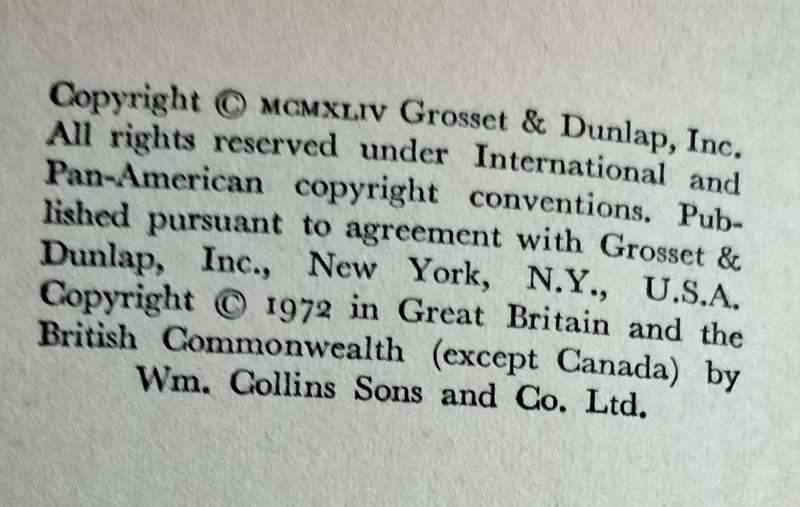 Copyright © MCMXLIV Grosset & Dunlap, Inc.
All rights reserved under International and
Pan-American copyright conventions. Pub-
lished pursuant to agreement with Grosset &
Dunlap, Inc., New York, N.Y., U.S.A.
Copyright © 1972 in Great Britain and the
British Commonwealth (except Canada) by
Wm. Collins Sons and Co. Ltd.